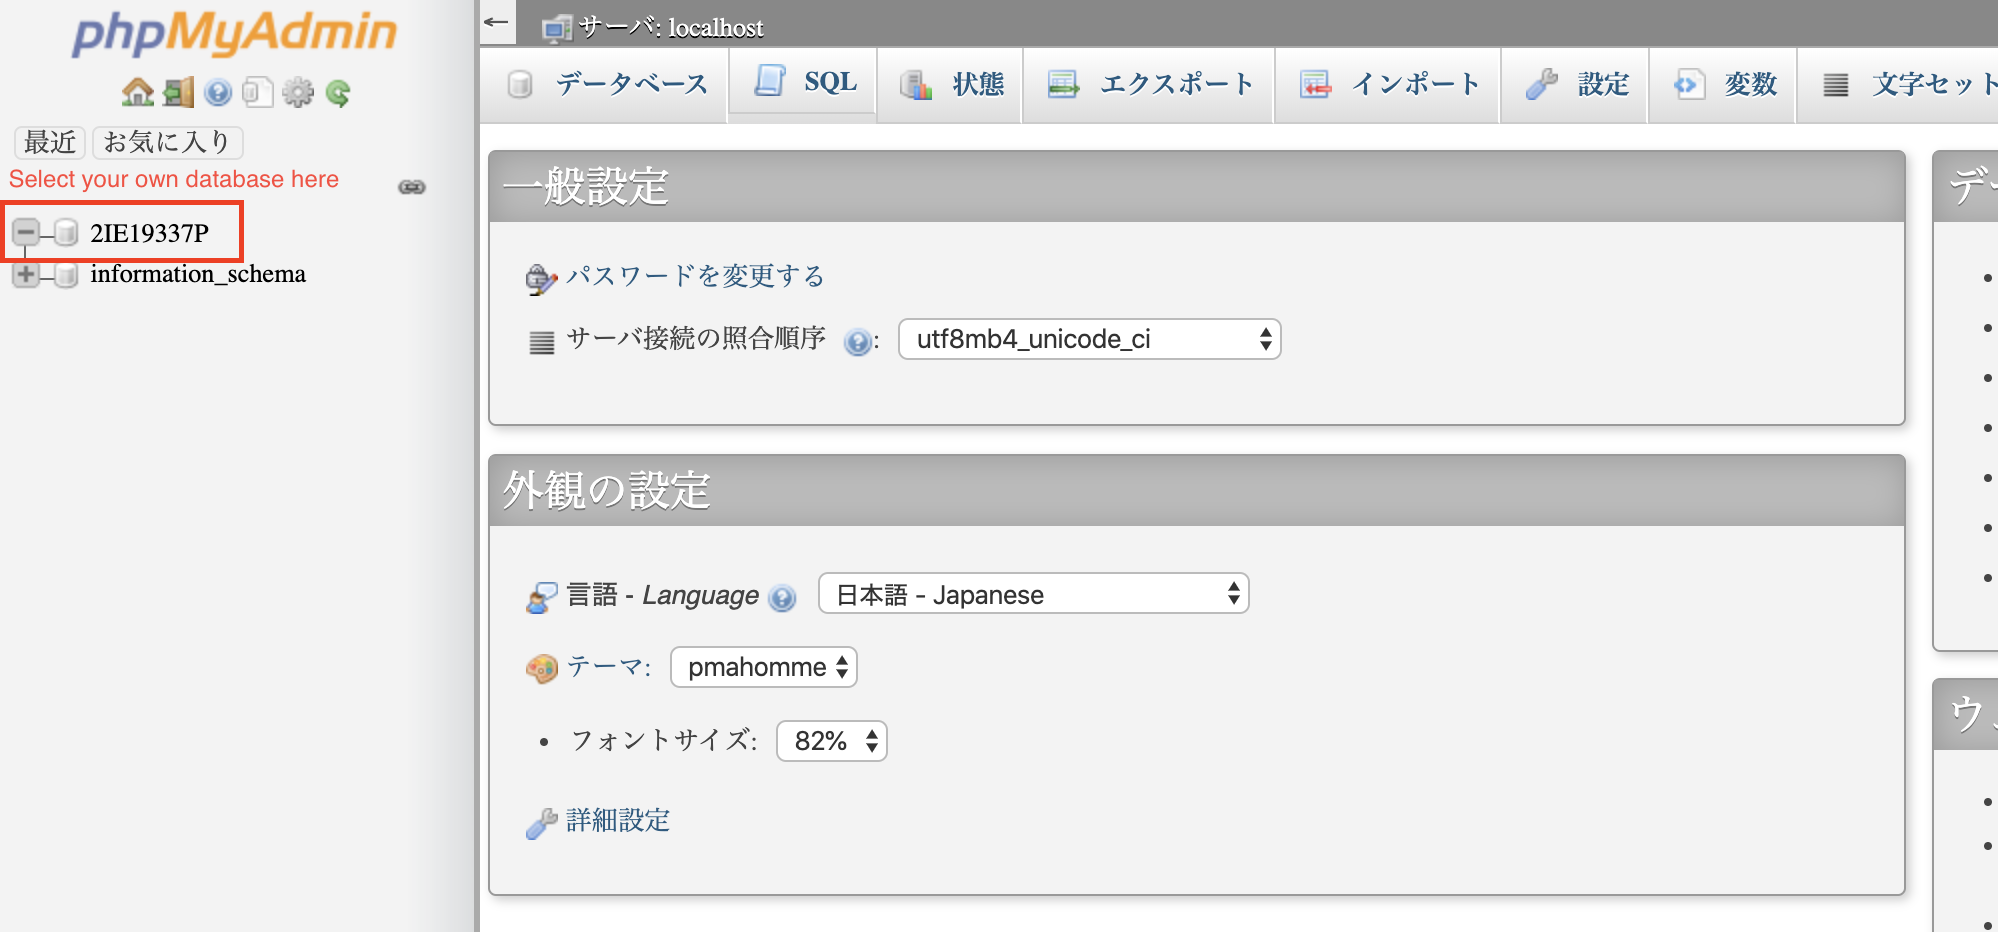 phpMyAdmin
最近 お気に入り
Select your own database here
2IE19337P
information_schema
サーバ: localhost
データベース SQL 状態 エクスポート インポート 設定 変数 文字セット
一般設定
パスワードを変更する
サーバ接続の照合順序 : utf8mb4_unicode_ci
外観の設定
言語 - Language 日本語 - Japanese
テーマ: pmahomme
• フォントサイズ: 82%
詳細設定
デー
ウ